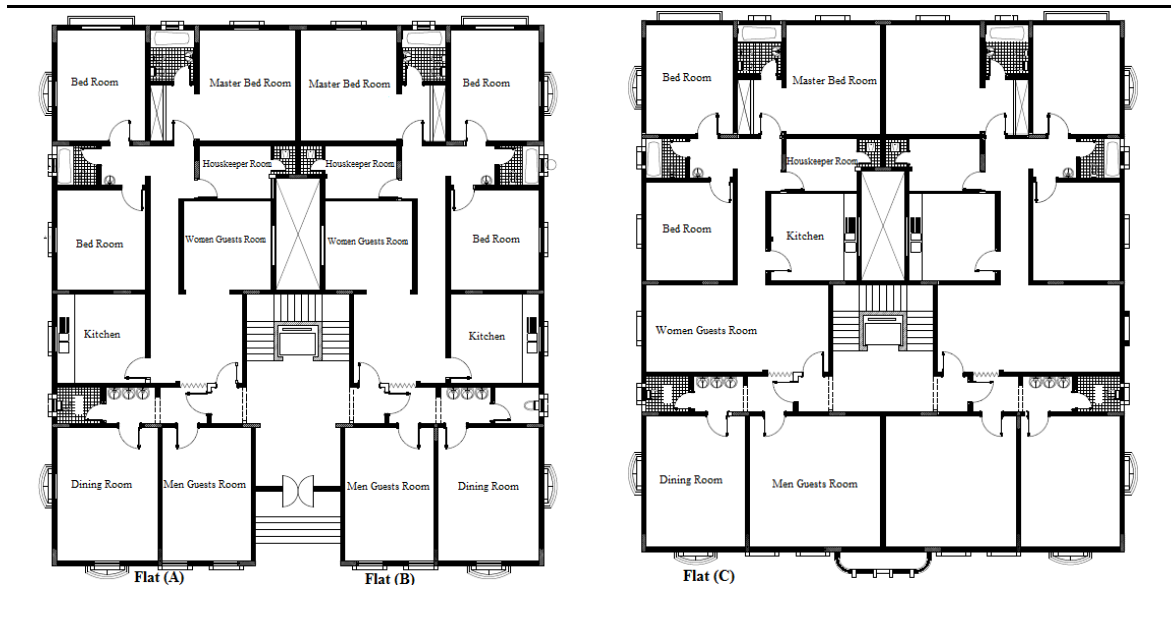 Bed Room
Master Bed Room
Master Bed Room
Bed Room
Houskeeper Room
Houskeeper Room
Bed Room
Women Guests Room
Women Guests Room
Bed Room
Kitchen
Kitchen
Dining Room
Men Guests Room
Men Guests Room
Dining Room
Flat (A)
Flat (B)
Bed Room
Master Bed Room
Houskeeper Room
Bed Room
Kitchen
Women Guests Room
Dining Room
Men Guests Room
Flat (C)